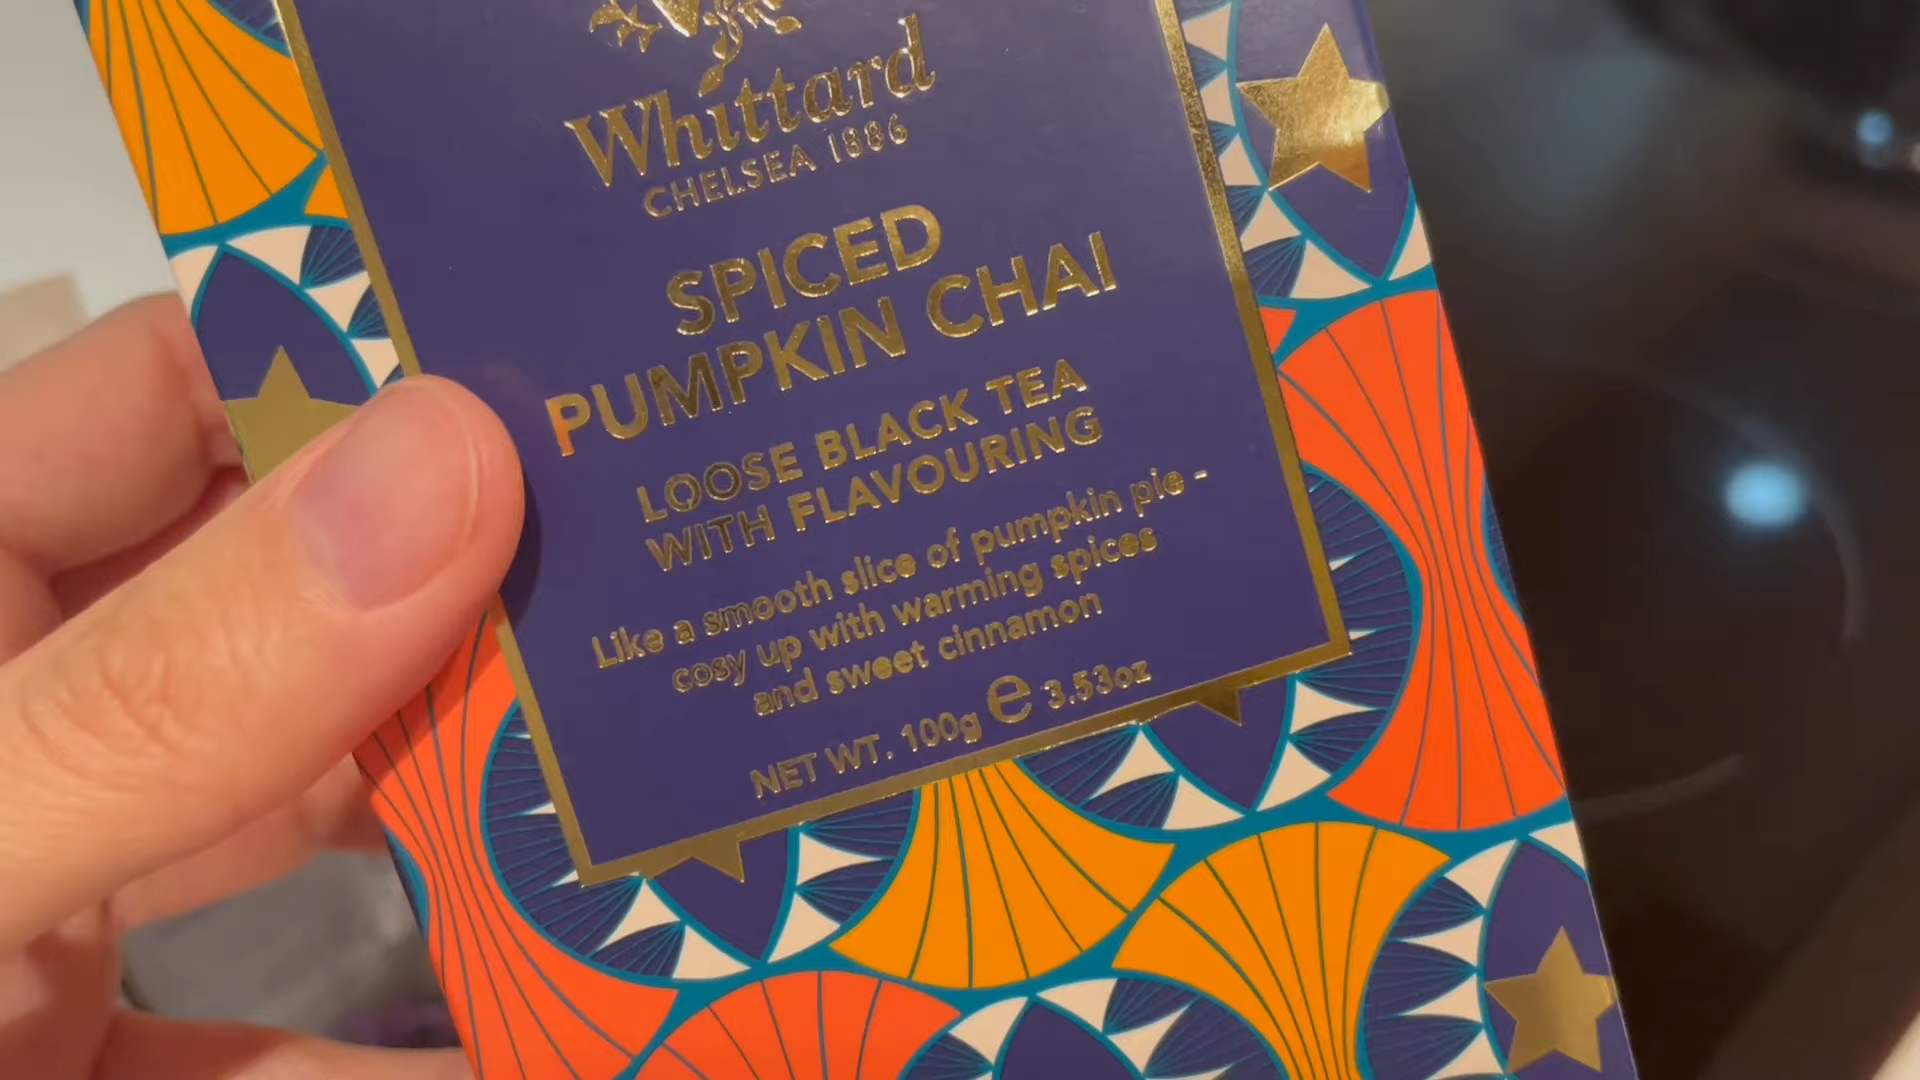 Whittard
CHELSEA 1886
SPICED
PUMPKIN CHAI
LOOSE BLACK TEA
WITH FLAVOURING
Like a smooth slice of pumpkin pie -
cosy up with warming spices
and sweet cinnamon
NET WT. 100g e 3.53oz